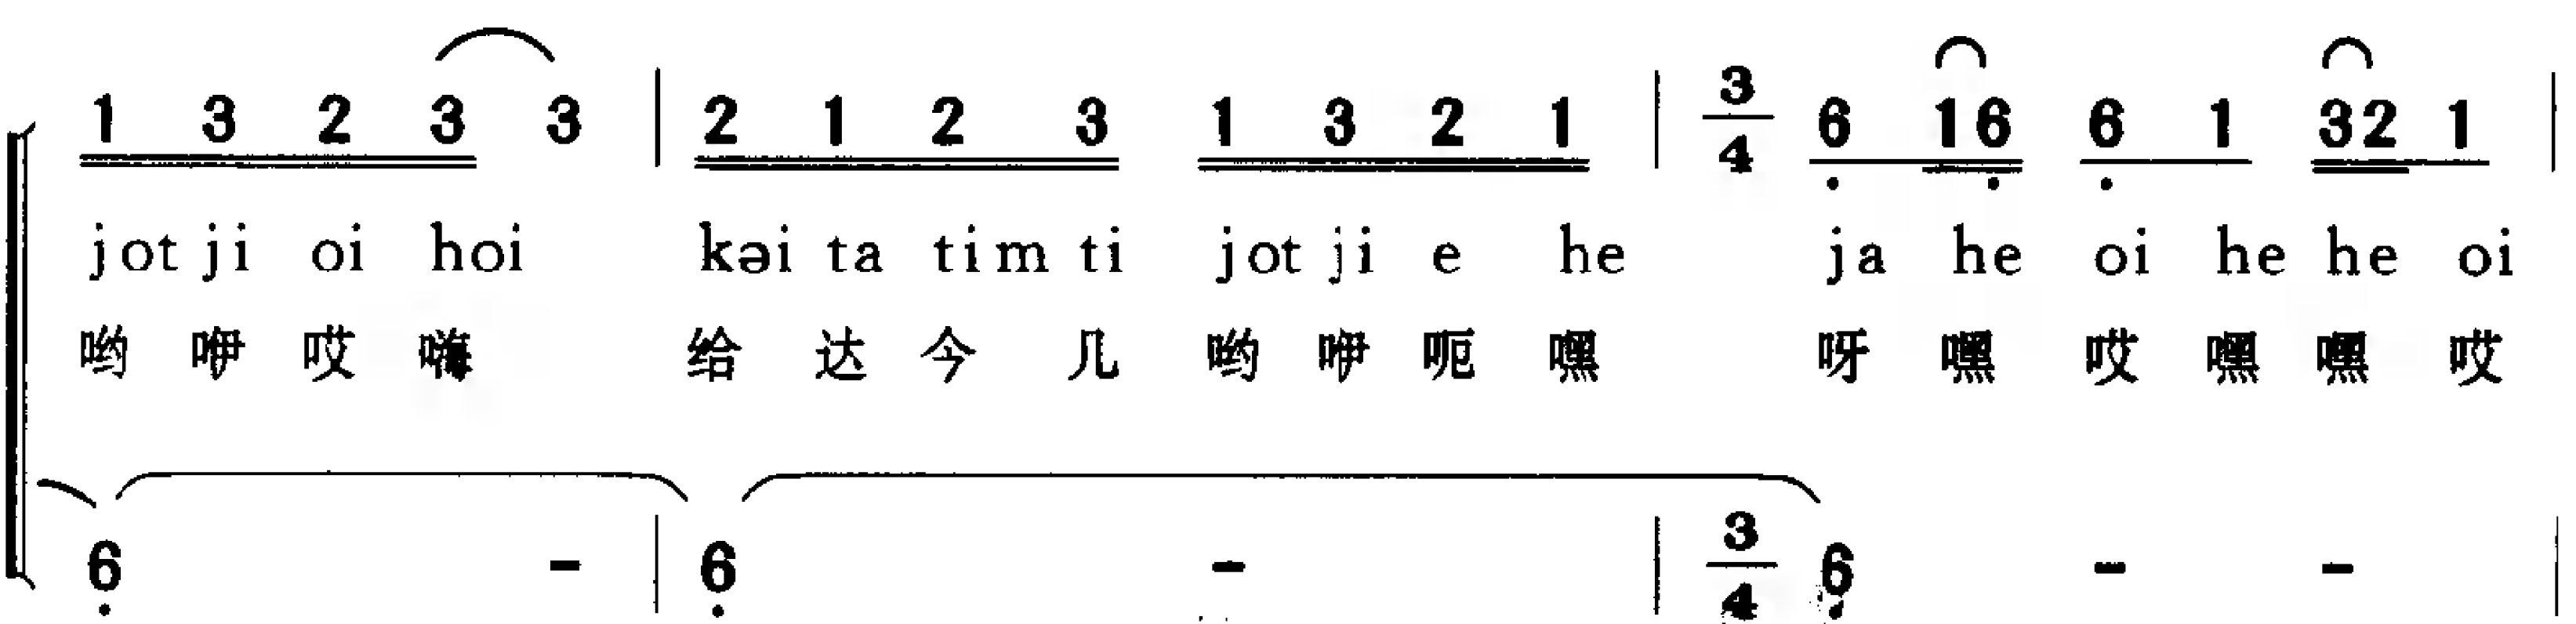 1 3 2 3 3 | 2 1 2 3 1 3 2 1 | 3/4 6 16 6 1 32 1 |
jot ji oi hoi kəi ta tim ti jot ji e he ja he oi he he oi
哟 咿 哎 嗨 给 达 今 几 哟 咿 呃 嘿 呀 嘿 哎 嘿 嘿 哎
6 - | 6 - | 3/4 6 - - |